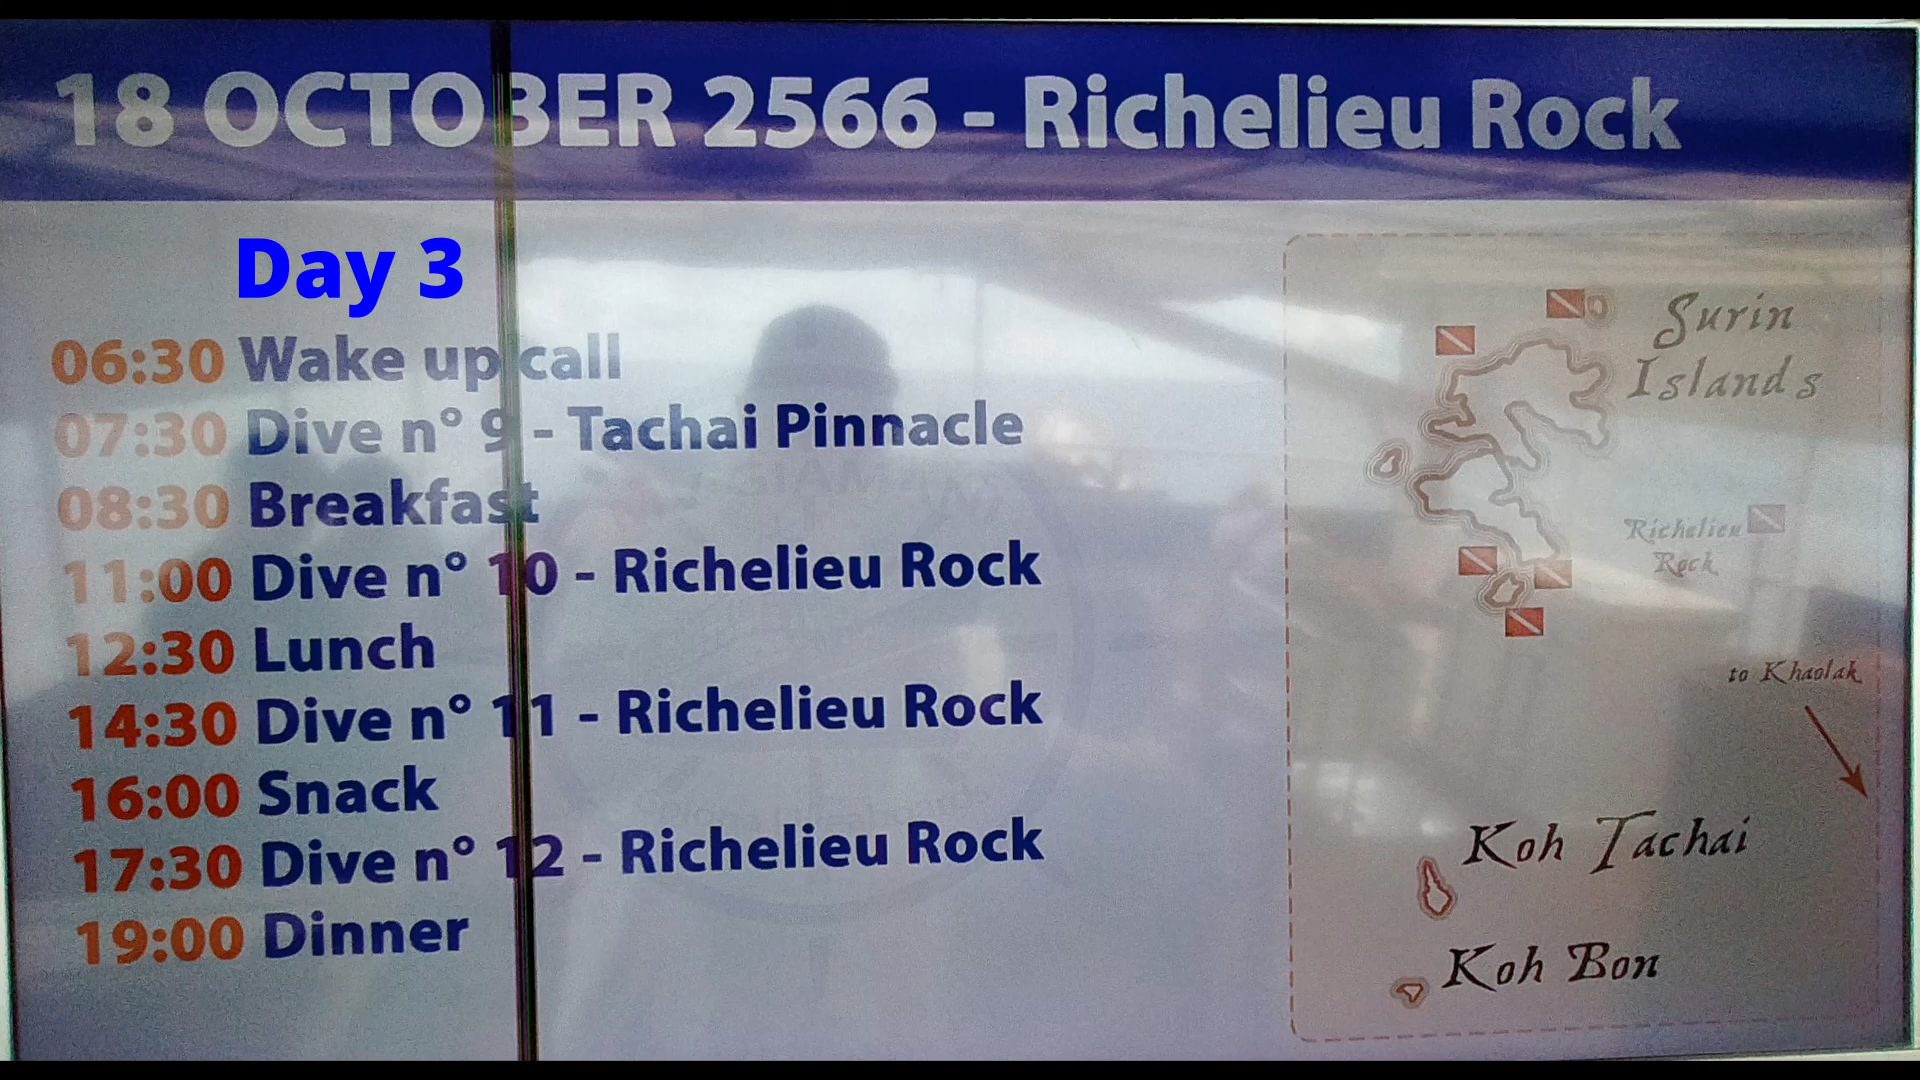 18 OCTOBER 2566 - Richelieu Rock
Day 3
06:30 Wake up call
07:30 Dive n° 9 - Tachai Pinnacle
08:30 Breakfast
11:00 Dive n° 10 - Richelieu Rock
12:30 Lunch
14:30 Dive n° 11 - Richelieu Rock
16:00 Snack
17:30 Dive n° 12 - Richelieu Rock
19:00 Dinner
Surin
Islands
Richelieu
Rock
to Khaolak
Koh Tachai
Koh Bon